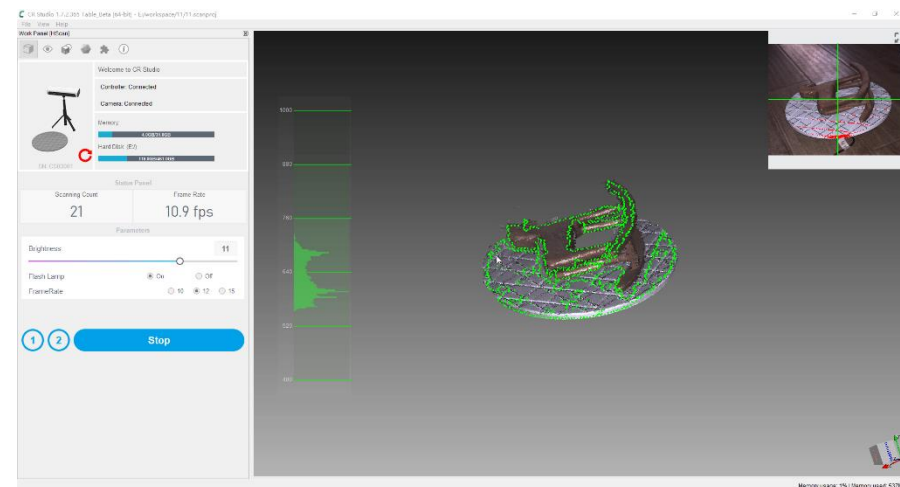 CR Studio 1.7.2.085 Table_beta (64-bit) - E:/workspace/11/11.scanproj
File View Help
Work Panel [HScan]
Welcome to CR Studio
Controller: Connected
Camera: Connected
Memory:
Hard Disk: (E:/)
Status Panel
Scanning Count
Frame Rate
21
10.9 fps
Parameters
Brightness
11
Flash Lamp
On
Off
FrameRate
10
12
15
1
2
Stop
1000
880
760
640
520
400